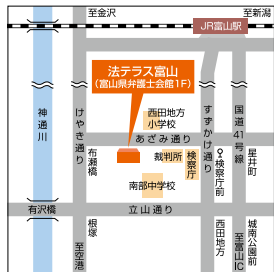 至金沢
至新潟
JR富山駅
法テラス富山
（富山県弁護士会館1F）
神通川
けやき通り
西田地方
小学校
すずかけ通り
国道41号線
あざみ通り
布瀬橋
裁判所
検察庁
検察庁前
星井町
南部中学校
有沢橋
立山通り
根塚
至空港
西田地方
至富山IC
城南公園前